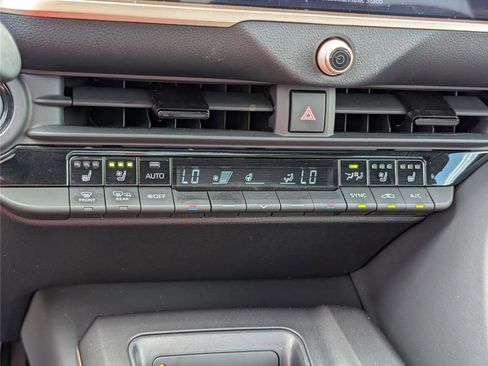 AUTO LO LO
FRONT REAR OFF SYNC A/C